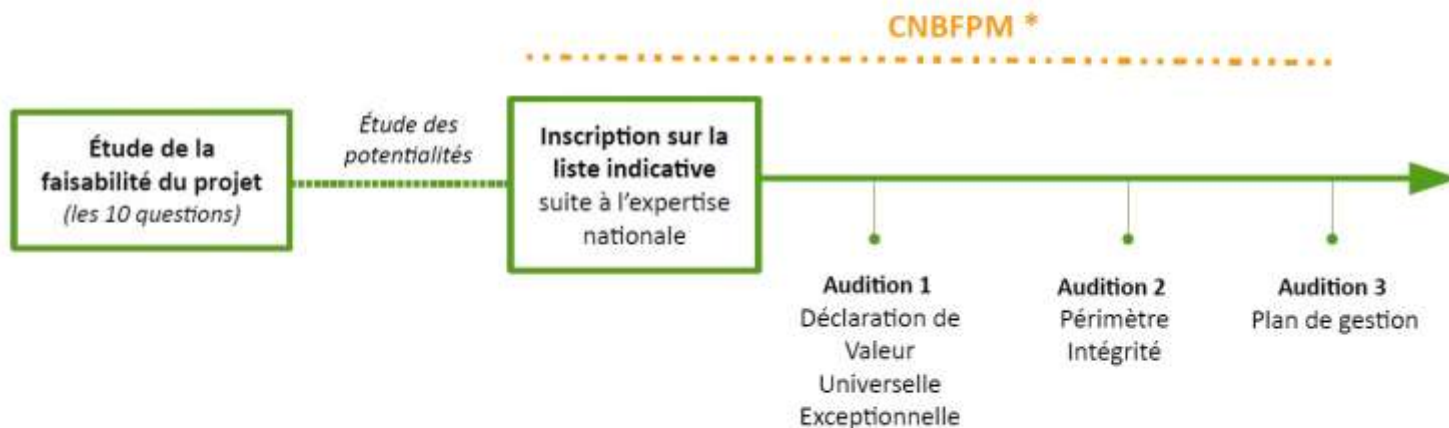 CNBFPM *
Étude de la
faisabilité du projet
(les 10 questions)
Étude des
potentialités
Inscription sur la
liste indicative
suite à l'expertise
nationale
Audition 1
Déclaration de
Valeur
Universelle
Exceptionnelle
Audition 2
Périmètre
Intégrité
Audition 3
Plan de gestion